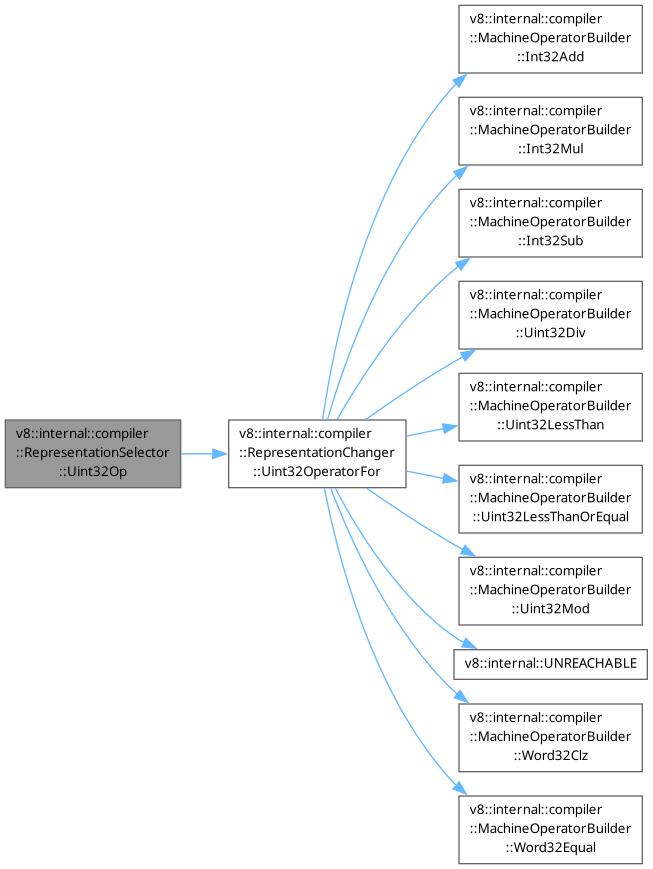 v8::internal::compiler
::RepresentationSelector
::Uint32Op
v8::internal::compiler
::RepresentationChanger
::Uint32OperatorFor
v8::internal::compiler
::MachineOperatorBuilder
::Int32Add
v8::internal::compiler
::MachineOperatorBuilder
::Int32Mul
v8::internal::compiler
::MachineOperatorBuilder
::Int32Sub
v8::internal::compiler
::MachineOperatorBuilder
::Uint32Div
v8::internal::compiler
::MachineOperatorBuilder
::Uint32LessThan
v8::internal::compiler
::MachineOperatorBuilder
::Uint32LessThanOrEqual
v8::internal::compiler
::MachineOperatorBuilder
::Uint32Mod
v8::internal::UNREACHABLE
v8::internal::compiler
::MachineOperatorBuilder
::Word32Clz
v8::internal::compiler
::MachineOperatorBuilder
::Word32Equal